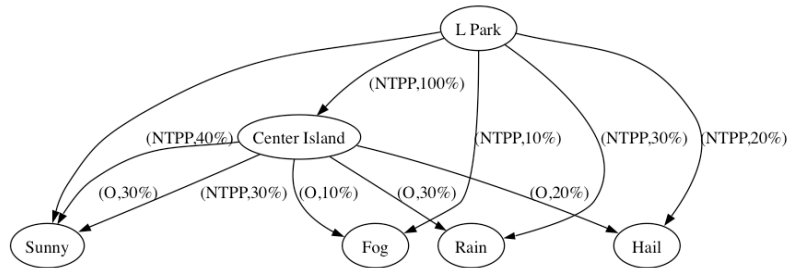 L Park
(NTPP,100%)
(NTPP,40%)
Center Island
(NTPP,10%)
(NTPP,30%)
(NTPP,20%)
(O,30%)
(NTPP,30%)
(O,10%)
(O,30%)
(O,20%)
Sunny
Fog
Rain
Hail